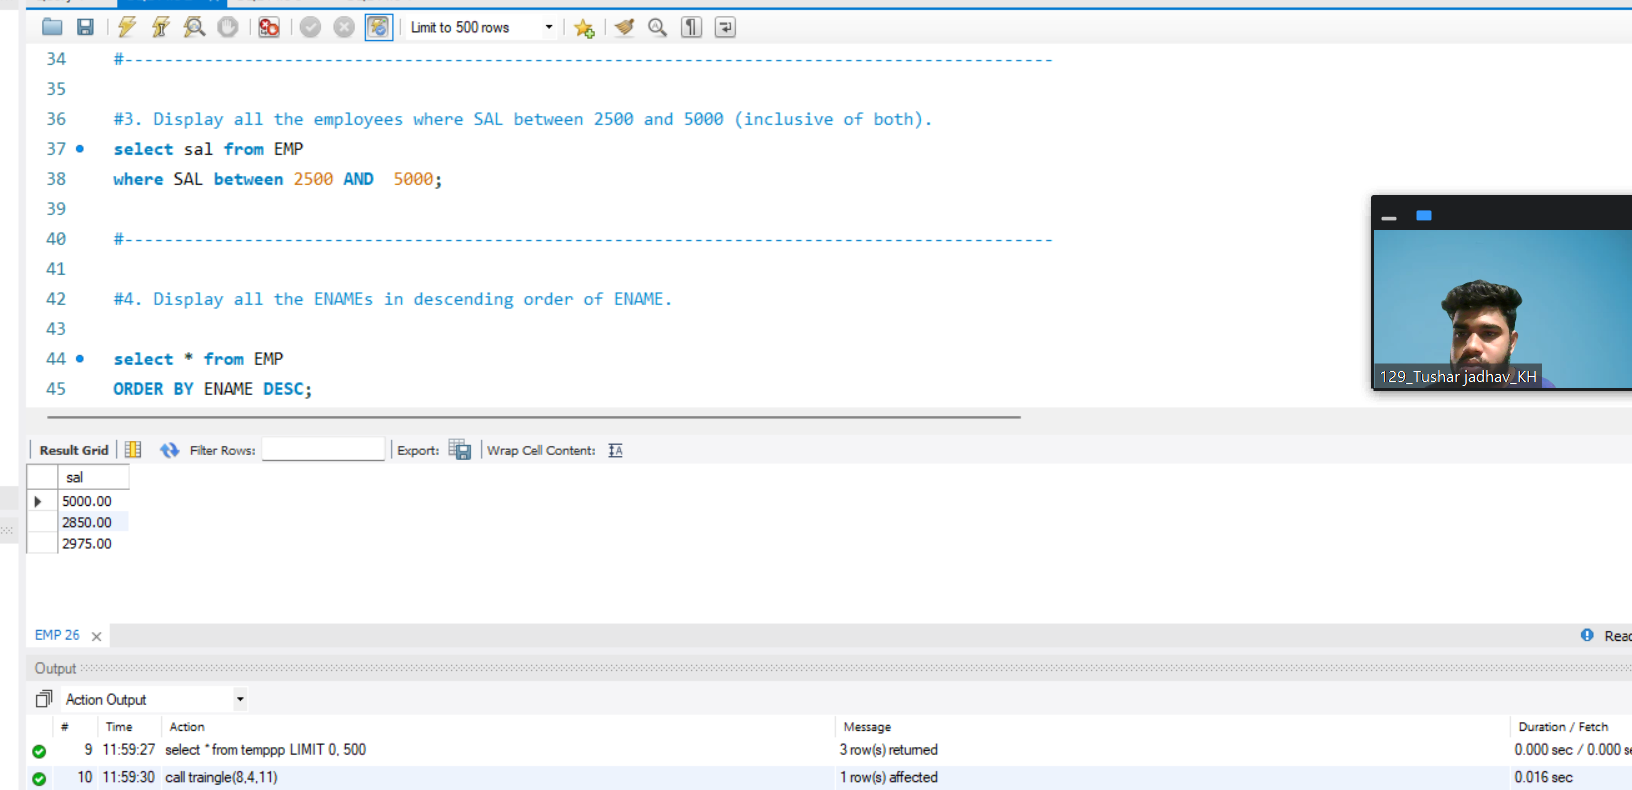 Limit to 500 rows
34 #---------------------------------------------------------------------------------------------
35
36 #3. Display all the employees where SAL between 2500 and 5000 (inclusive of both).
37 select sal from EMP
38 where SAL between 2500 AND  5000;
39
40 #---------------------------------------------------------------------------------------------
41
42 #4. Display all the ENAMEs in descending order of ENAME.
43
44 select * from EMP
45 ORDER BY ENAME DESC;
129_Tushar jadhav_KH
Result Grid Filter Rows: Export: Wrap Cell Content:
sal
5000.00
2850.00
2975.00
EMP 26
Output
Action Output
# Time Action Message Duration / Fetch
9 11:59:27 select * from temppp LIMIT 0, 500 3 row(s) returned 0.000 sec / 0.000 se
10 11:59:30 call traingle(8,4,11) 1 row(s) affected 0.016 sec